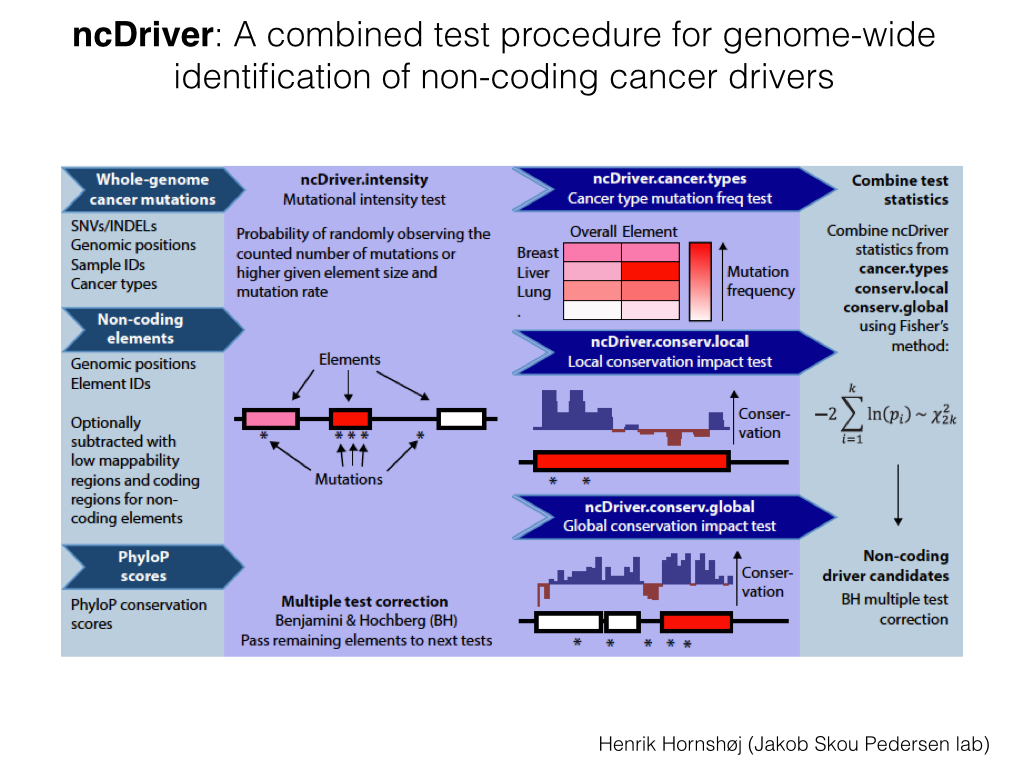 ncDriver: A combined test procedure for genome-wide
identification of non-coding cancer drivers
Whole-genome
cancer mutations
SNVs/INDELs
Genomic positions
Sample IDs
Cancer types
Non-coding
elements
Genomic positions
Element IDs
Optionally
subtracted with
low mappability
regions and coding
regions for non-
coding elements
PhyloP
scores
PhyloP conservation
scores
ncDriver.intensity
Mutational intensity test
Probability of randomly observing the
counted number of mutations or
higher given element size and
mutation rate
Elements
* * * * *
Mutations
Multiple test correction
Benjamini & Hochberg (BH)
Pass remaining elements to next tests
ncDriver.cancer.types
Cancer type mutation freq test
Overall Element
Breast
Liver
Lung
.
Mutation
frequency
ncDriver.conserv.local
Local conservation impact test
Conser-
vation
* *
ncDriver.conserv.global
Global conservation impact test
Conser-
vation
* * * * *
Combine test
statistics
Combine ncDriver
statistics from
cancer.types
conserv.local
conserv.global
using Fisher's
method:
−2 ∑_{i=1}^{k} ln(p_i) ~ χ²_{2k}
Non-coding
driver candidates
BH multiple test
correction
Henrik Hornshøj (Jakob Skou Pedersen lab)